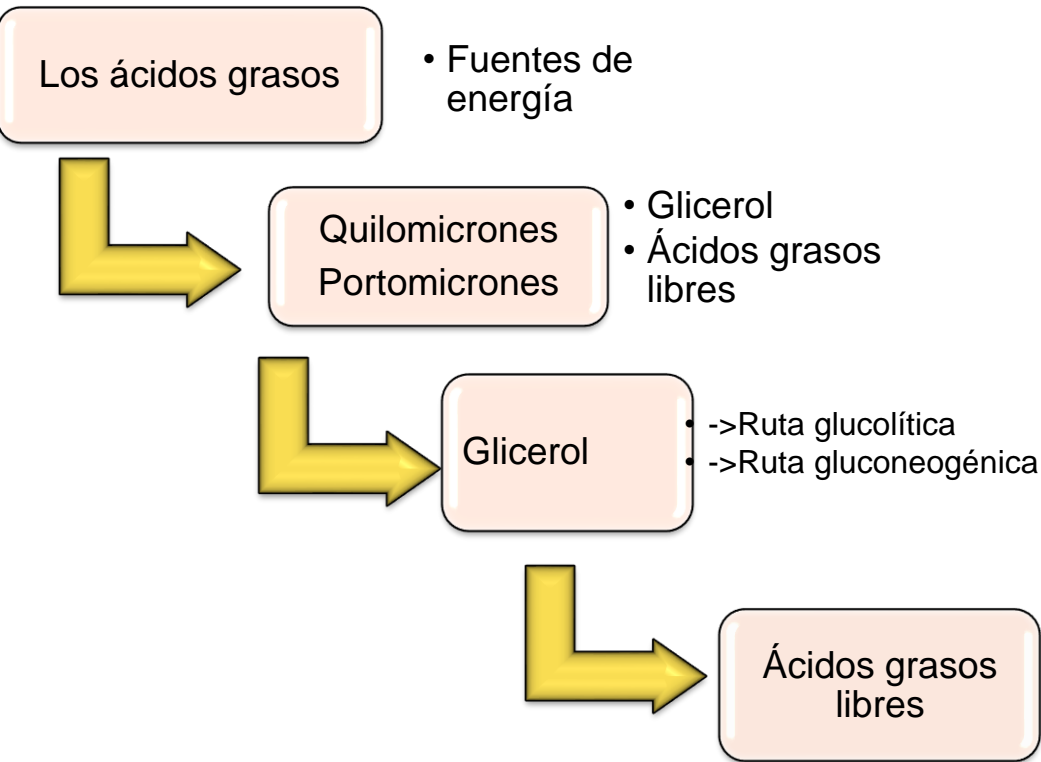 Los ácidos grasos
• Fuentes de
energía
Quilomicrones
Portomicrones
• Glicerol
• Ácidos grasos
libres
Glicerol
• ->Ruta glucolítica
• ->Ruta gluconeogénica
Ácidos grasos
libres